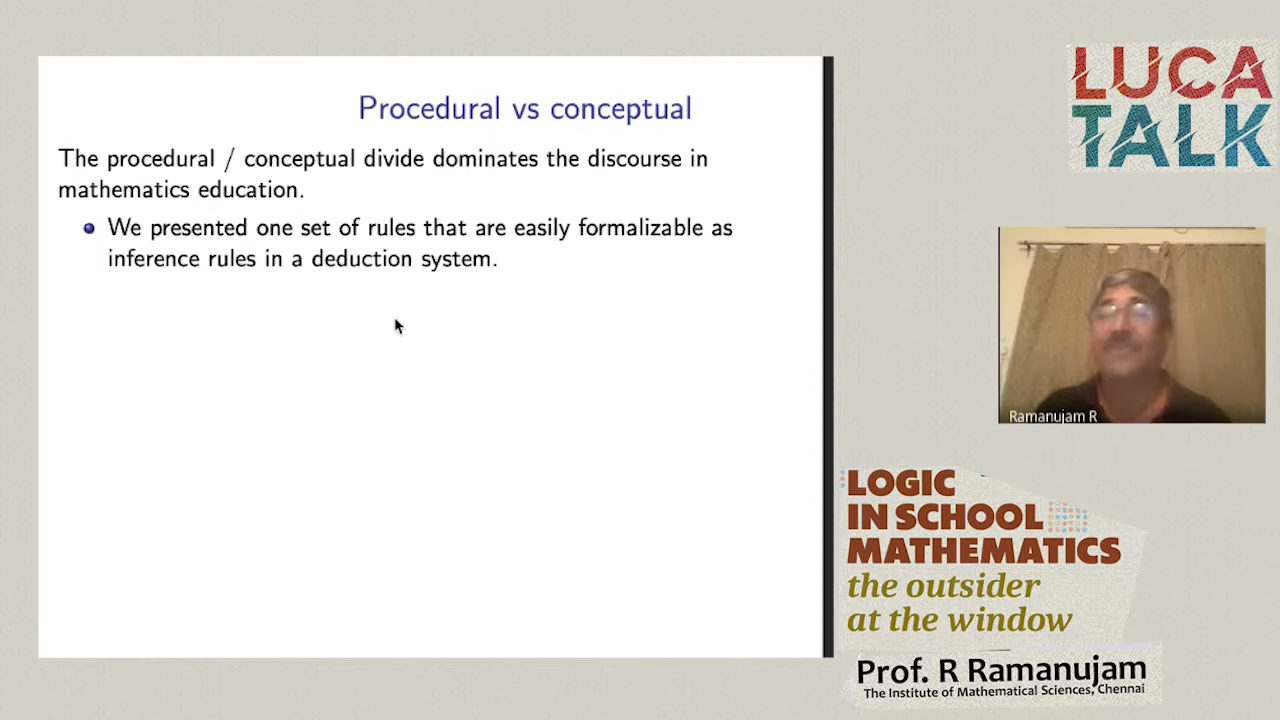 Procedural vs conceptual
The procedural / conceptual divide dominates the discourse in
mathematics education.
We presented one set of rules that are easily formalizable as
inference rules in a deduction system.
LUCA
TALK
Ramanujam R
LOGIC
IN SCHOOL
MATHEMATICS
the outsider
at the window
Prof. R Ramanujam
The Institute of Mathematical Sciences, Chennai